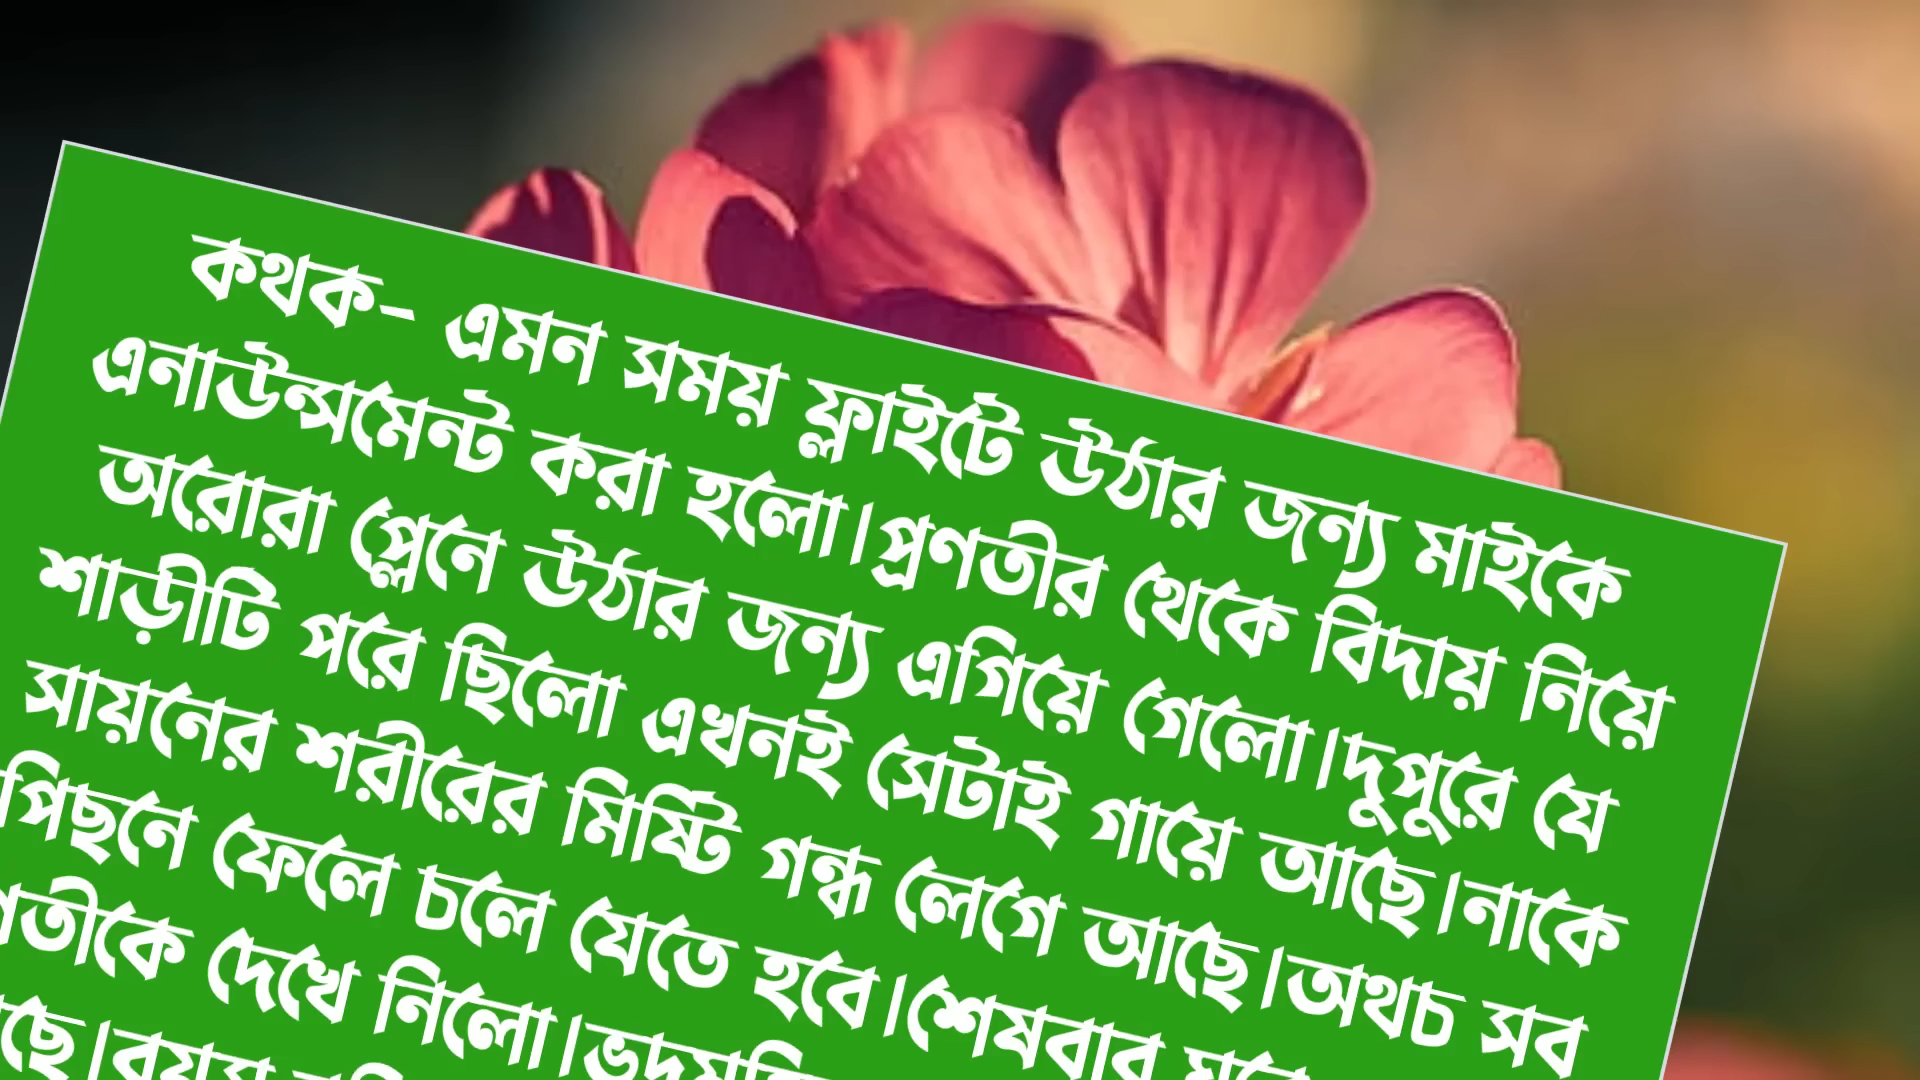 কথক- এমন সময় ফ্লাইটে উঠার জন্য মাইকে
এনাউন্সমেন্ট করা হলো।প্রণতীর থেকে বিদায় নিয়ে
অরোরা প্লেনে উঠার জন্য এগিয়ে গেলো।দুপুরে যে
শাড়ীটি পরে ছিলো এখনই সেটাই গায়ে আছে।নাকে
সায়নের শরীরের মিষ্টি গন্ধ লেগে আছে।অথচ সব
পিছনে ফেলে চলে যেতে হবে।শেষবার
দেখে নিলো।